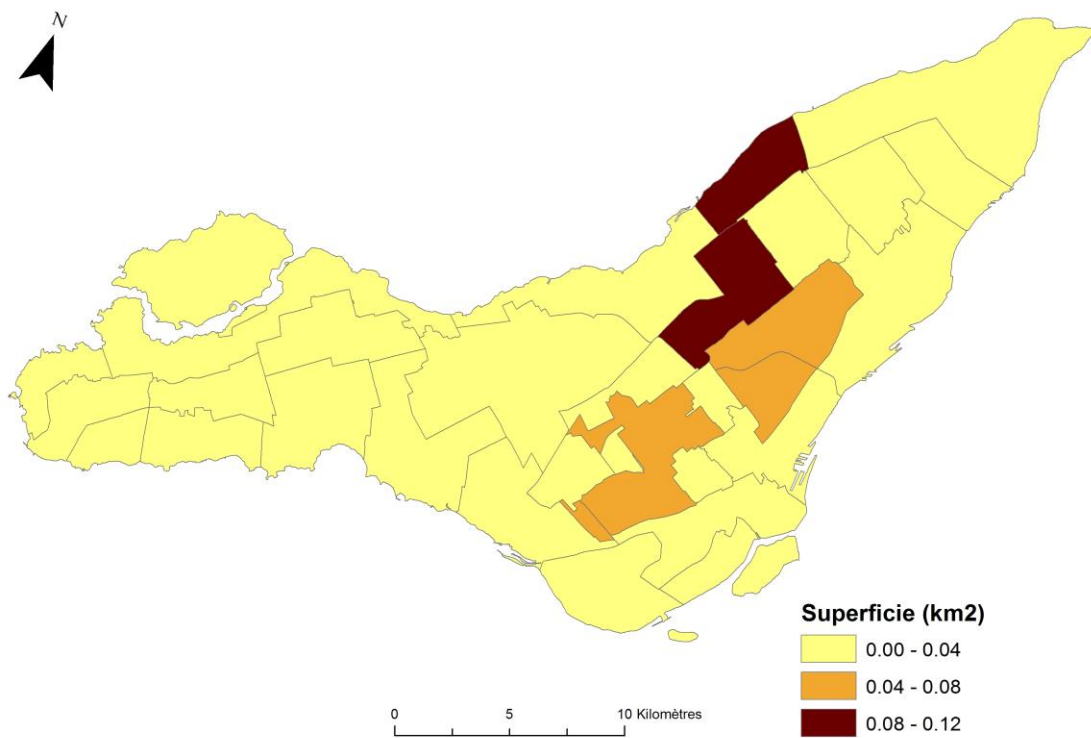 N
Superficie (km2)
0.00 - 0.04
0.04 - 0.08
0.08 - 0.12
0 5 10 Kilomètres